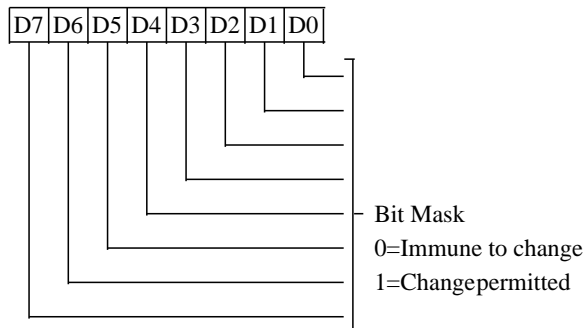 D7 D6 D5 D4 D3 D2 D1 D0
Bit Mask
0=Immune to change
1=Changepermitted